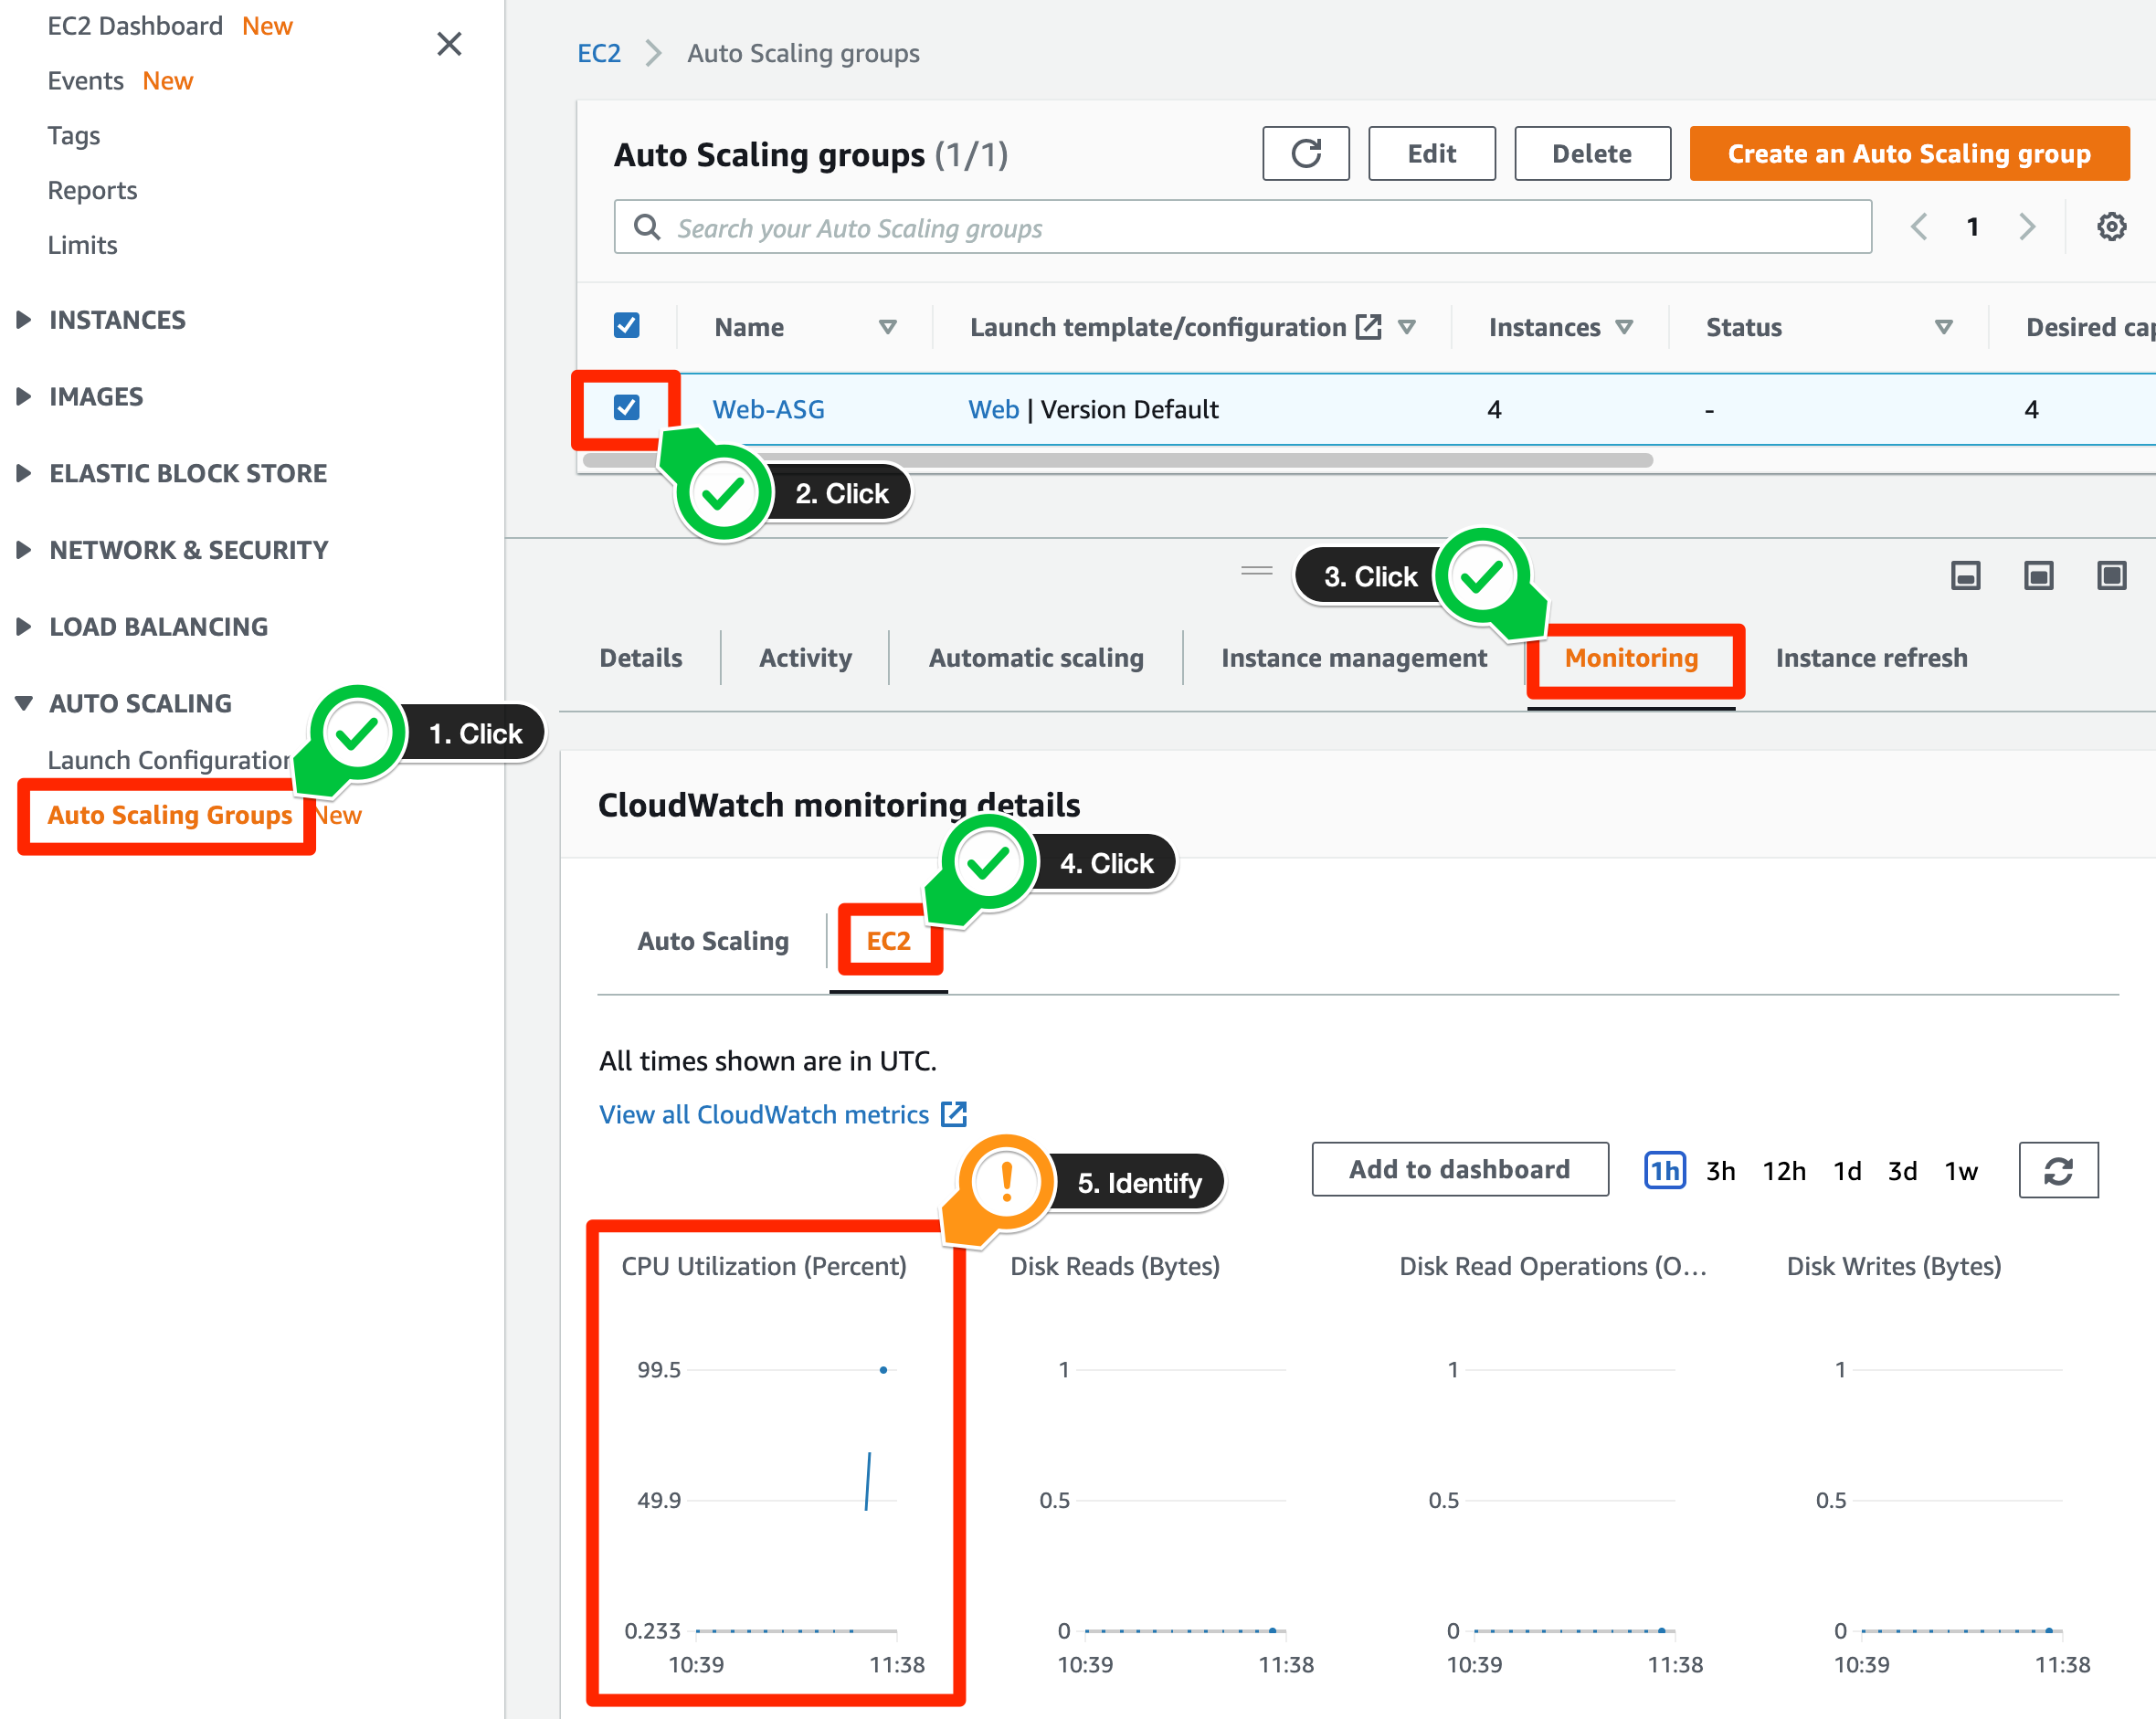 EC2 Dashboard New
Events New
Tags
Reports
Limits
INSTANCES
IMAGES
ELASTIC BLOCK STORE
NETWORK & SECURITY
LOAD BALANCING
AUTO SCALING
1. Click
Launch Configuration
Auto Scaling Groups New
EC2 Auto Scaling groups
Auto Scaling groups (1/1)
Edit
Delete
Create an Auto Scaling group
Search your Auto Scaling groups
1
Name Launch template/configuration Instances Status Desired cap
Web-ASG Web | Version Default 4 - 4
2. Click
3. Click
Details Activity Automatic scaling Instance management Monitoring Instance refresh
CloudWatch monitoring details
4. Click
Auto Scaling EC2
All times shown are in UTC.
View all CloudWatch metrics
5. Identify
Add to dashboard
1h 3h 12h 1d 3d 1w
CPU Utilization (Percent)
99.5
49.9
0.233
10:39 11:38
Disk Reads (Bytes)
1
0.5
0
10:39 11:38
Disk Read Operations (O...
1
0.5
0
10:39 11:38
Disk Writes (Bytes)
1
0.5
0
10:39 11:38